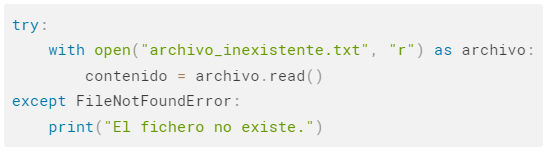 try:
    with open("archivo_inexistente.txt", "r") as archivo:
        contenido = archivo.read()
except FileNotFoundError:
    print("El fichero no existe.")